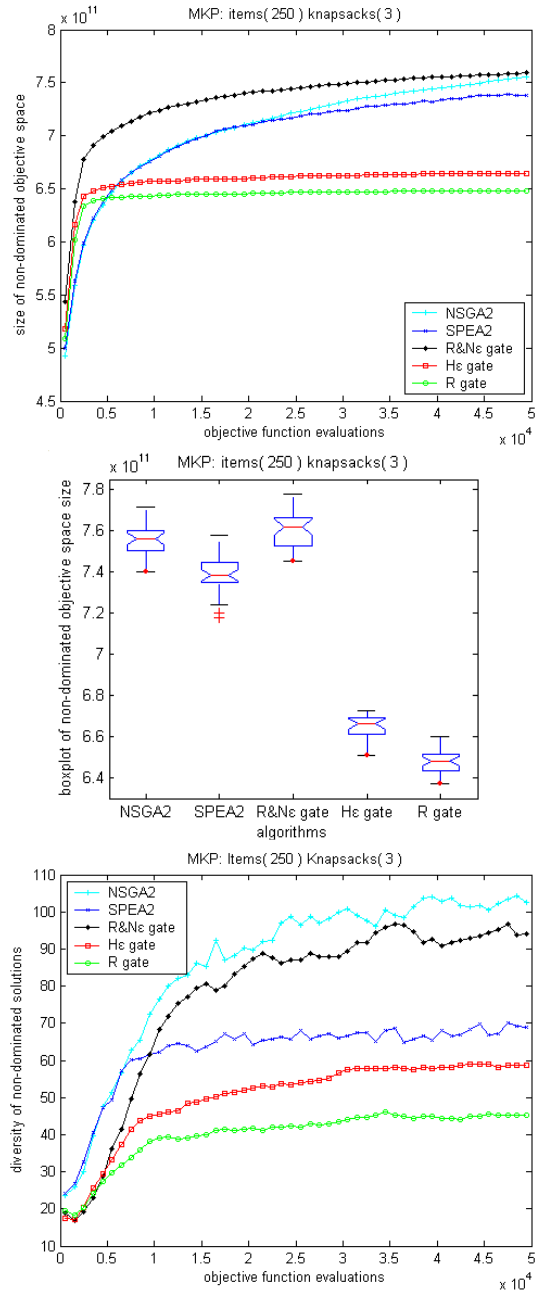 MKP: items( 250 ) knapsacks( 3 )
x 10^11
8
7.5
7
6.5
6
5.5
5
4.5
size of non-dominated objective space
NSGA2
SPEA2
R&Nε gate
Hε gate
R gate
0 0.5 1 1.5 2 2.5 3 3.5 4 4.5 5
objective function evaluations
x 10^4
MKP: items( 250 ) knapsacks( 3 )
x 10^11
7.8
7.6
7.4
7.2
7
6.8
6.6
6.4
boxplot of non-dominated objective space size
NSGA2 SPEA2 R&Nε gate Hε gate R gate
algorithms
MKP: Items( 250 ) Knapsacks( 3 )
110
100
90
80
70
60
50
40
30
20
10
diversity of non-dominated solutions
NSGA2
SPEA2
R&Nε gate
Hε gate
R gate
0 0.5 1 1.5 2 2.5 3 3.5 4 4.5 5
objective function evaluations
x 10^4